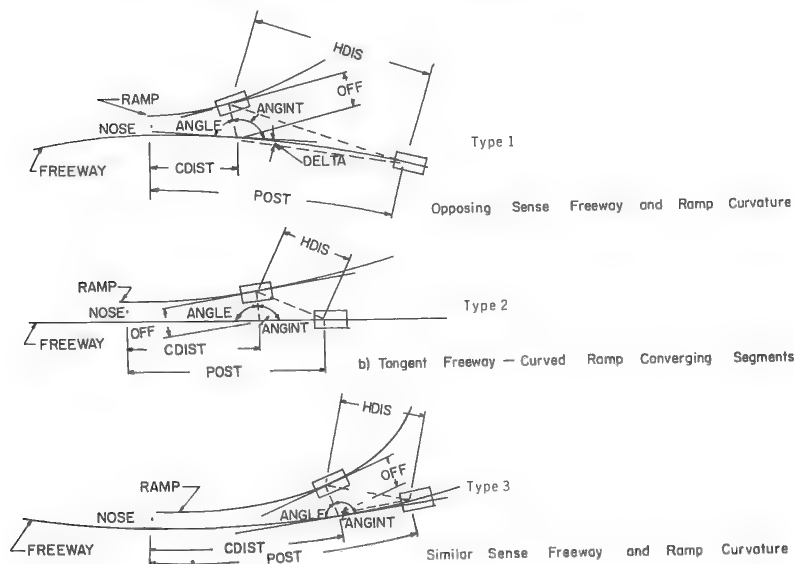 HDIS
OFF
RAMP
ANGINT
NOSE
ANGLE
Type 1
FREEWAY
CDIST
DELTA
POST
Opposing Sense Freeway and Ramp Curvature
HDIS
RAMP
Type 2
NOSE
ANGLE
OFF
ANGINT
FREEWAY
CDIST
POST
b) Tangent Freeway — Curved Ramp Converging Segments
HDIS
OFF
RAMP
Type 3
NOSE
ANGLE
ANGINT
FREEWAY
CDIST
POST
Similar Sense Freeway and Ramp Curvature